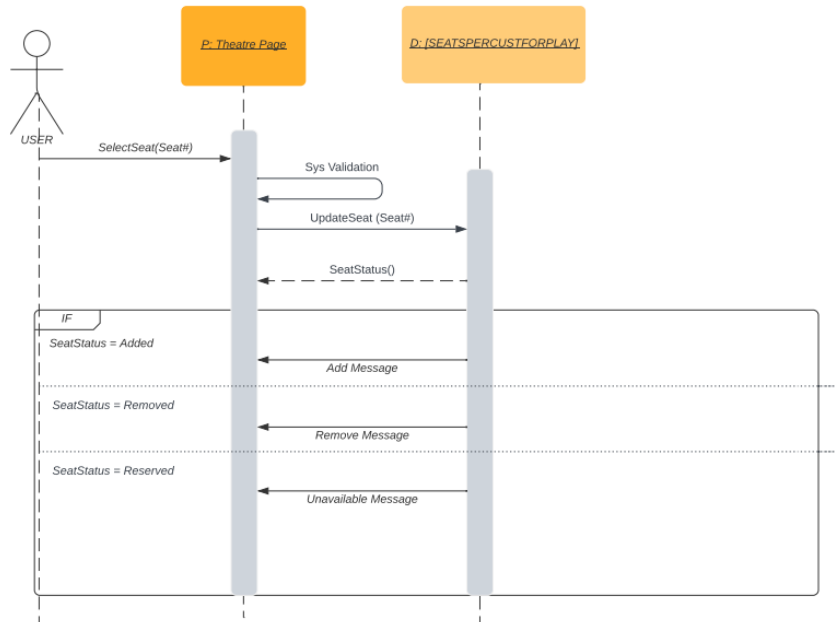 P: Theatre Page
D: [SEATSPERCUSTFORPLAY]
USER
SelectSeat(Seat#)
Sys Validation
UpdateSeat (Seat#)
SeatStatus()
IF
SeatStatus = Added
Add Message
SeatStatus = Removed
Remove Message
SeatStatus = Reserved
Unavailable Message